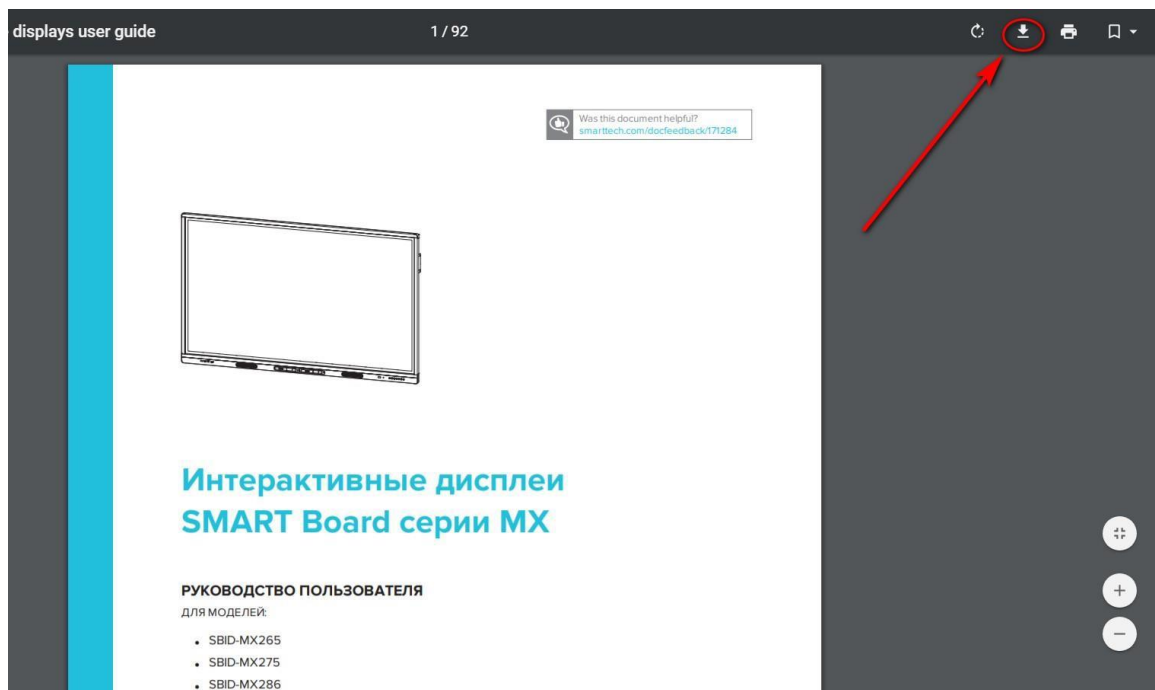 displays user guide
1 / 92
Was this document helpful?
smarttech.com/docfeedback/171284
Интерактивные дисплеи
SMART Board серии MX
РУКОВОДСТВО ПОЛЬЗОВАТЕЛЯ
ДЛЯ МОДЕЛЕЙ:
• SBID-MX265
• SBID-MX275
• SBID-MX286